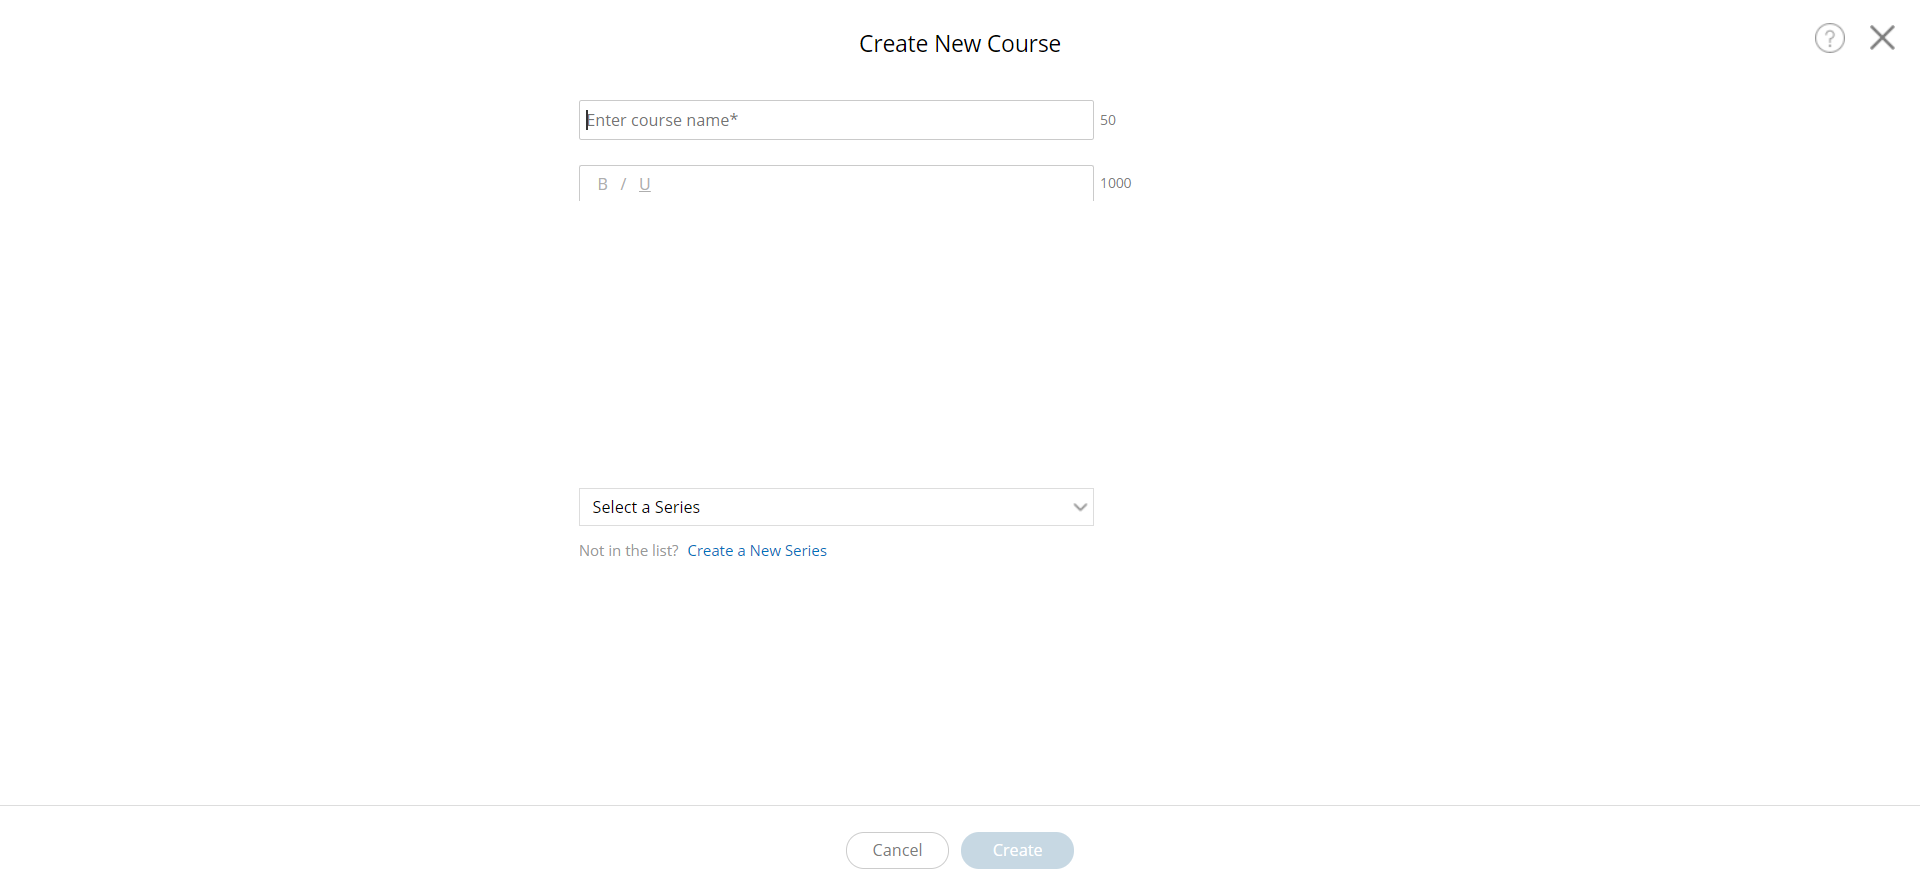 Create New Course
?
Enter course name*
50
B / U
1000
Select a Series
Not in the list? Create a New Series
Cancel
Create